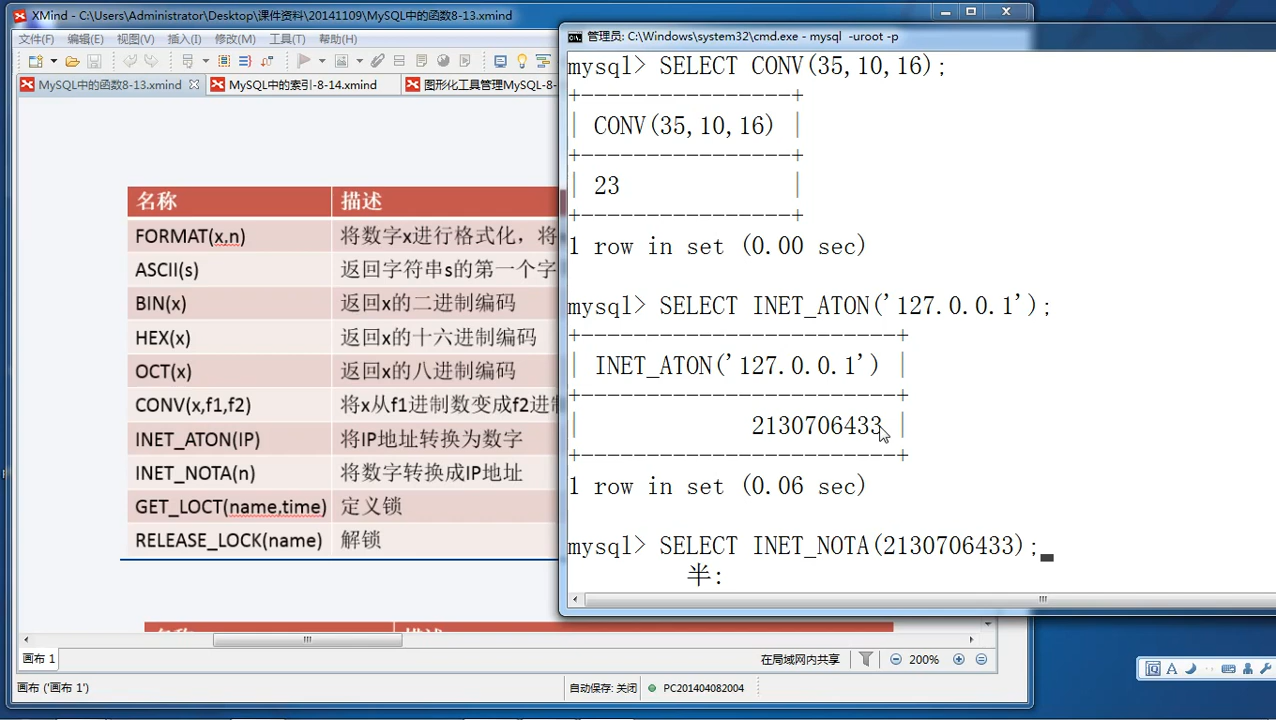 XMind - C:\Users\Administrator\Desktop\课件资料\20141109\MySQL中的函数8-13.xmind
文件(F) 编辑(E) 视图(V) 插入(I) 修改(M) 工具(T) 帮助(H)
MySQL中的函数8-13.xmind MySQL中的索引-8-14.xmind 图形化工具管理MySQL-8-
名称 描述
FORMAT(x,n) 将数字x进行格式化，将
ASCII(s) 返回字符串s的第一个字
BIN(x) 返回x的二进制编码
HEX(x) 返回x的十六进制编码
OCT(x) 返回x的八进制编码
CONV(x,f1,f2) 将x从f1进制数变成f2进制
INET_ATON(IP) 将IP地址转换为数字
INET_NOTA(n) 将数字转换成IP地址
GET_LOCT(name,time) 定义锁
RELEASE_LOCK(name) 解锁
名称 描述
画布 1
在局域网内共享 200%
画布 ('画布 1')
自动保存: 关闭 PC201404082004
管理员: C:\Windows\system32\cmd.exe - mysql -uroot -p
mysql> SELECT CONV(35,10,16);
+----------------+
| CONV(35,10,16) |
+----------------+
| 23 |
+----------------+
1 row in set (0.00 sec)
mysql> SELECT INET_ATON('127.0.0.1');
+------------------------+
| INET_ATON('127.0.0.1') |
+------------------------+
| 2130706433 |
+------------------------+
1 row in set (0.06 sec)
mysql> SELECT INET_NOTA(2130706433);
半: